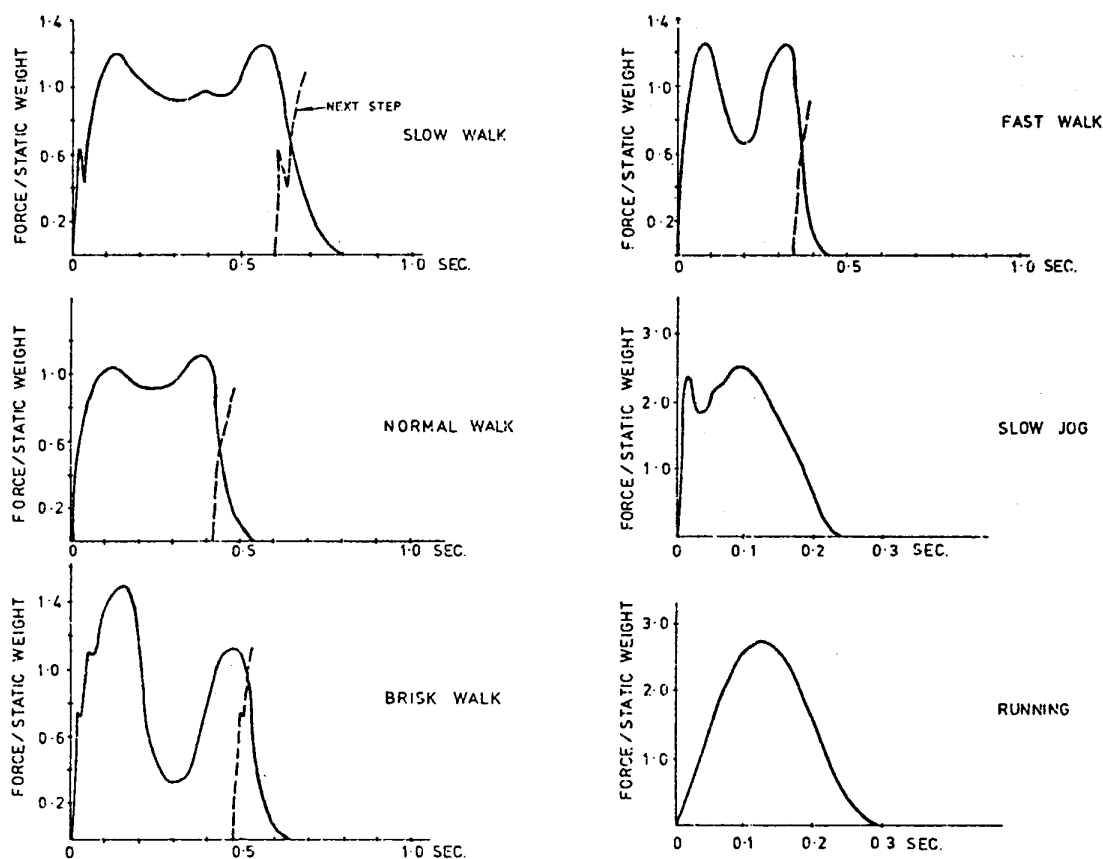 FORCE/STATIC WEIGHT
1·4
1·0
0·6
0·2
0
0·5
1·0 SEC.
NEXT STEP
SLOW WALK
FORCE/STATIC WEIGHT
1·4
1·0
0·6
0·2
0
0·5
1·0 SEC.
FAST WALK
FORCE/STATIC WEIGHT
1·0
0·6
0·2
0
0·5
1·0 SEC.
NORMAL WALK
FORCE/STATIC WEIGHT
3·0
2·0
1·0
0
0·1
0·2
0·3 SEC.
SLOW JOG
FORCE/STATIC WEIGHT
1·4
1·0
0·6
0·2
0
0·5
1·0 SEC.
BRISK WALK
FORCE/STATIC WEIGHT
3·0
2·0
1·0
0
0·1
0·2
0·3 SEC.
RUNNING